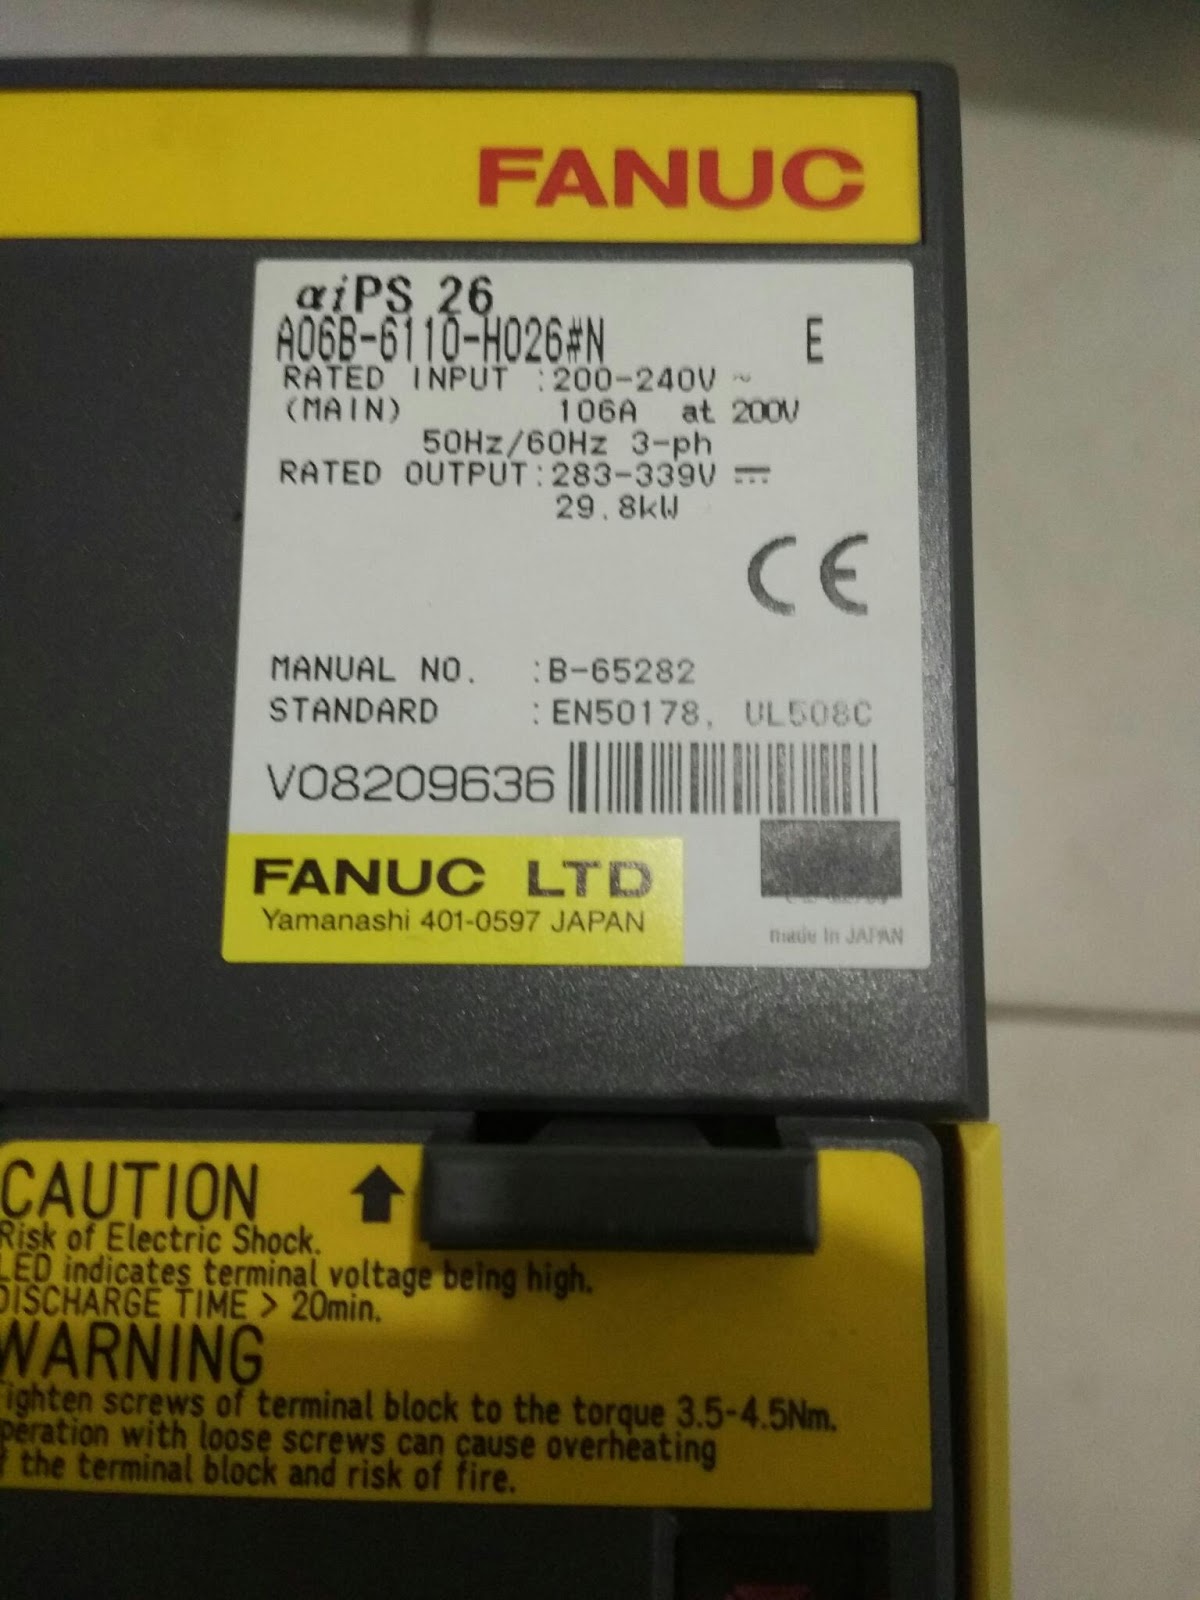 FANUC
αiPS 26
A06B-6110-H026#N E
RATED INPUT :200-240V ~
(MAIN) 106A at 200V
50Hz/60Hz 3-ph
RATED OUTPUT:283-339V ⎓
29.8kW
CE
MANUAL NO. :B-65282
STANDARD :EN50178, UL508C
V08209636
FANUC LTD
Yamanashi 401-0597 JAPAN
made in JAPAN
CAUTION
Risk of Electric Shock.
LED indicates terminal voltage being high.
DISCHARGE TIME > 20min.
WARNING
Tighten screws of terminal block to the torque 3.5-4.5Nm.
peration with loose screws can cause overheating
f the terminal block and risk of fire.